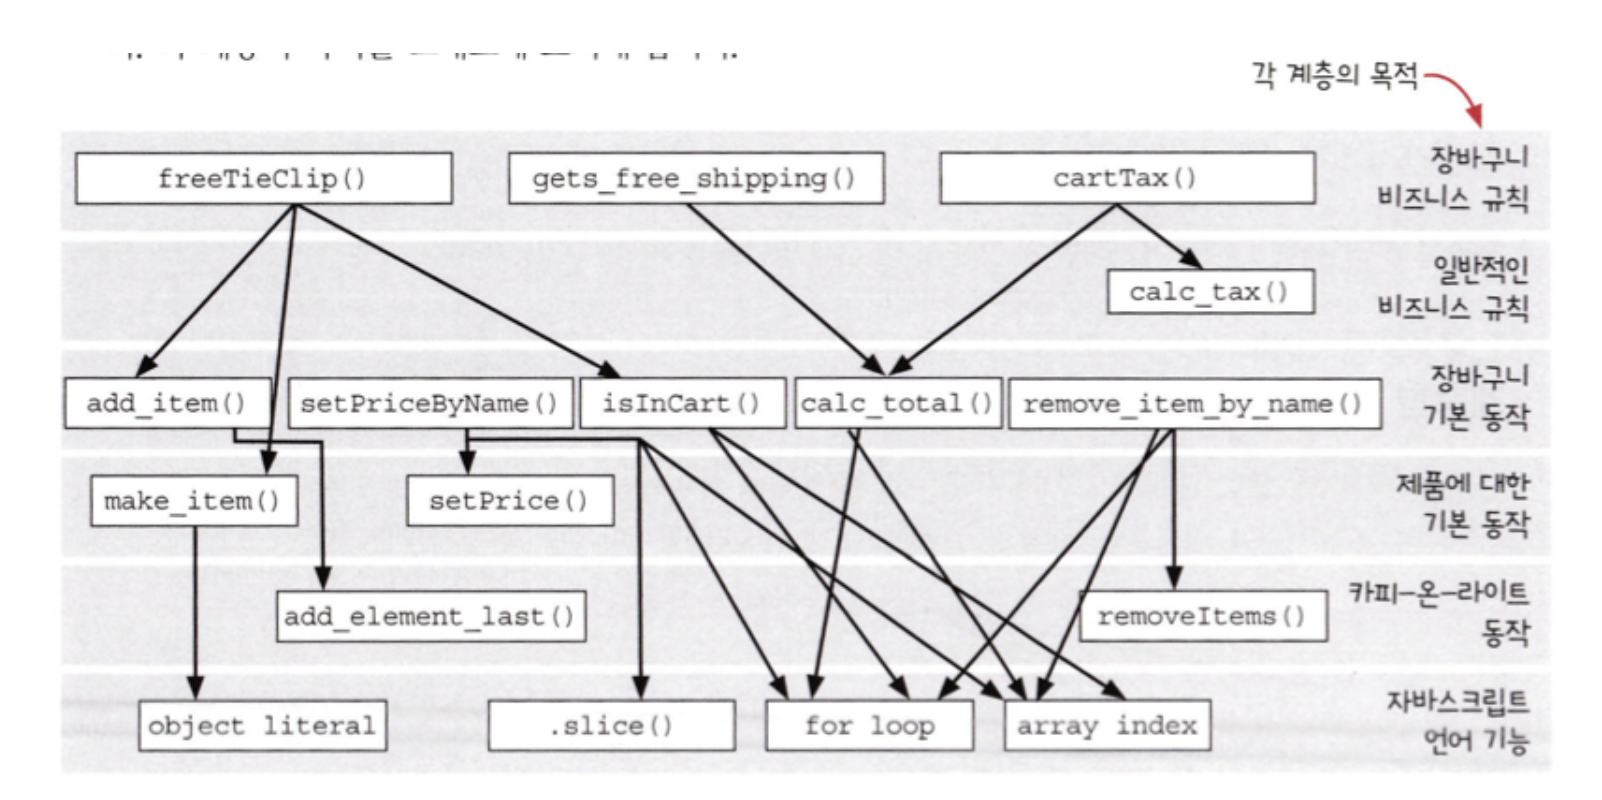 각 계층의 목적
freeTieClip()
gets_free_shipping()
cartTax()
장바구니
비즈니스 규칙
calc_tax()
일반적인
비즈니스 규칙
add_item()
setPriceByName()
isInCart()
calc_total()
remove_item_by_name()
장바구니
기본 동작
make_item()
setPrice()
제품에 대한
기본 동작
add_element_last()
removeItems()
카피-온-라이트
동작
object literal
.slice()
for loop
array index
자바스크립트
언어 기능